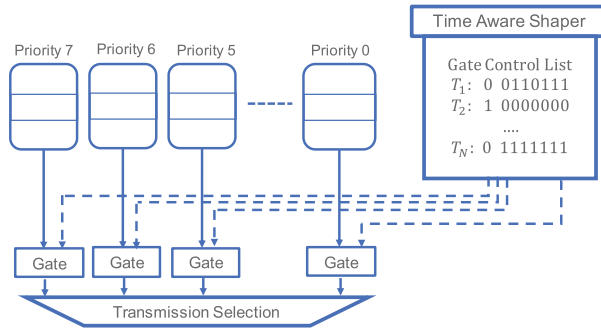 Time Aware Shaper
Priority 7 Priority 6 Priority 5 Priority 0
Gate Control List
T₁: 0 0110111
T₂: 1 0000000
....
T_N: 0 1111111
Gate Gate Gate Gate
Transmission Selection